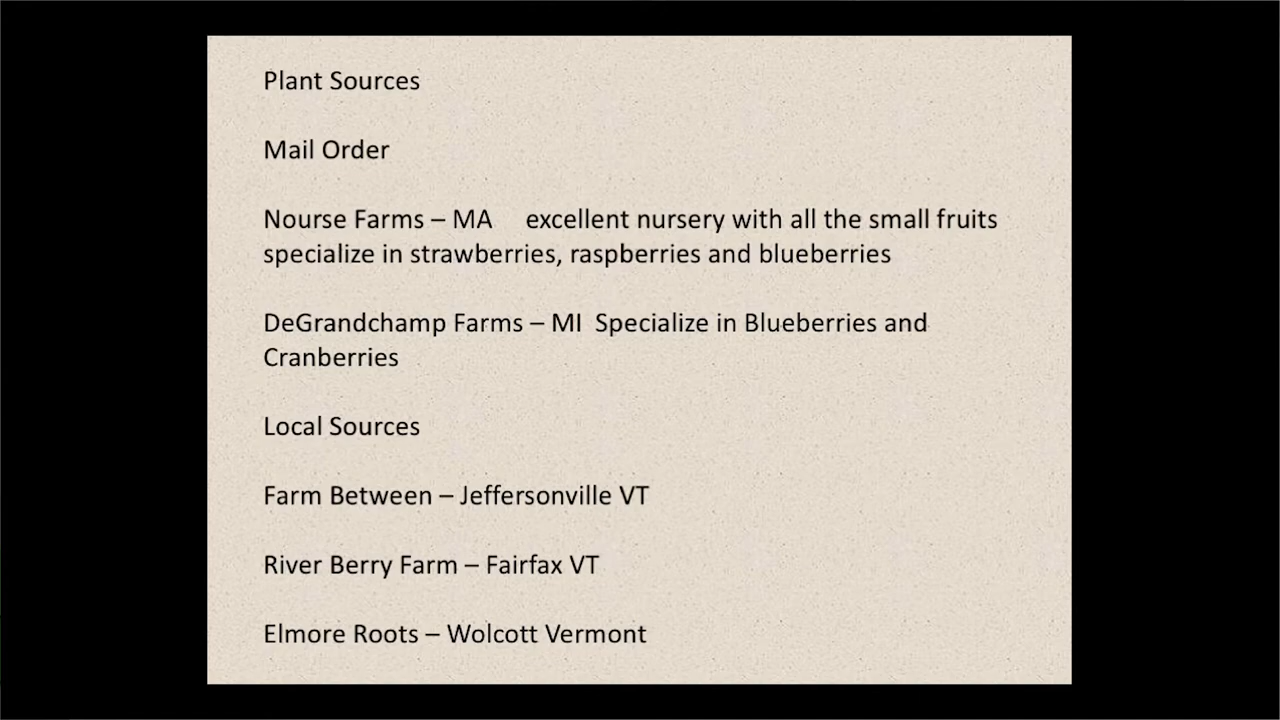 Plant Sources
Mail Order
Nourse Farms – MA excellent nursery with all the small fruits
specialize in strawberries, raspberries and blueberries
DeGrandchamp Farms – MI Specialize in Blueberries and
Cranberries
Local Sources
Farm Between – Jeffersonville VT
River Berry Farm – Fairfax VT
Elmore Roots – Wolcott Vermont